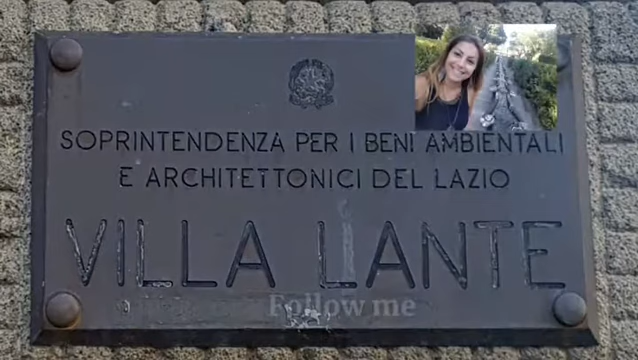 SOPRINTENDENZA PER I BENI AMBIENTALI
E ARCHITETTONICI DEL LAZIO
VILLA LANTE
Follow me